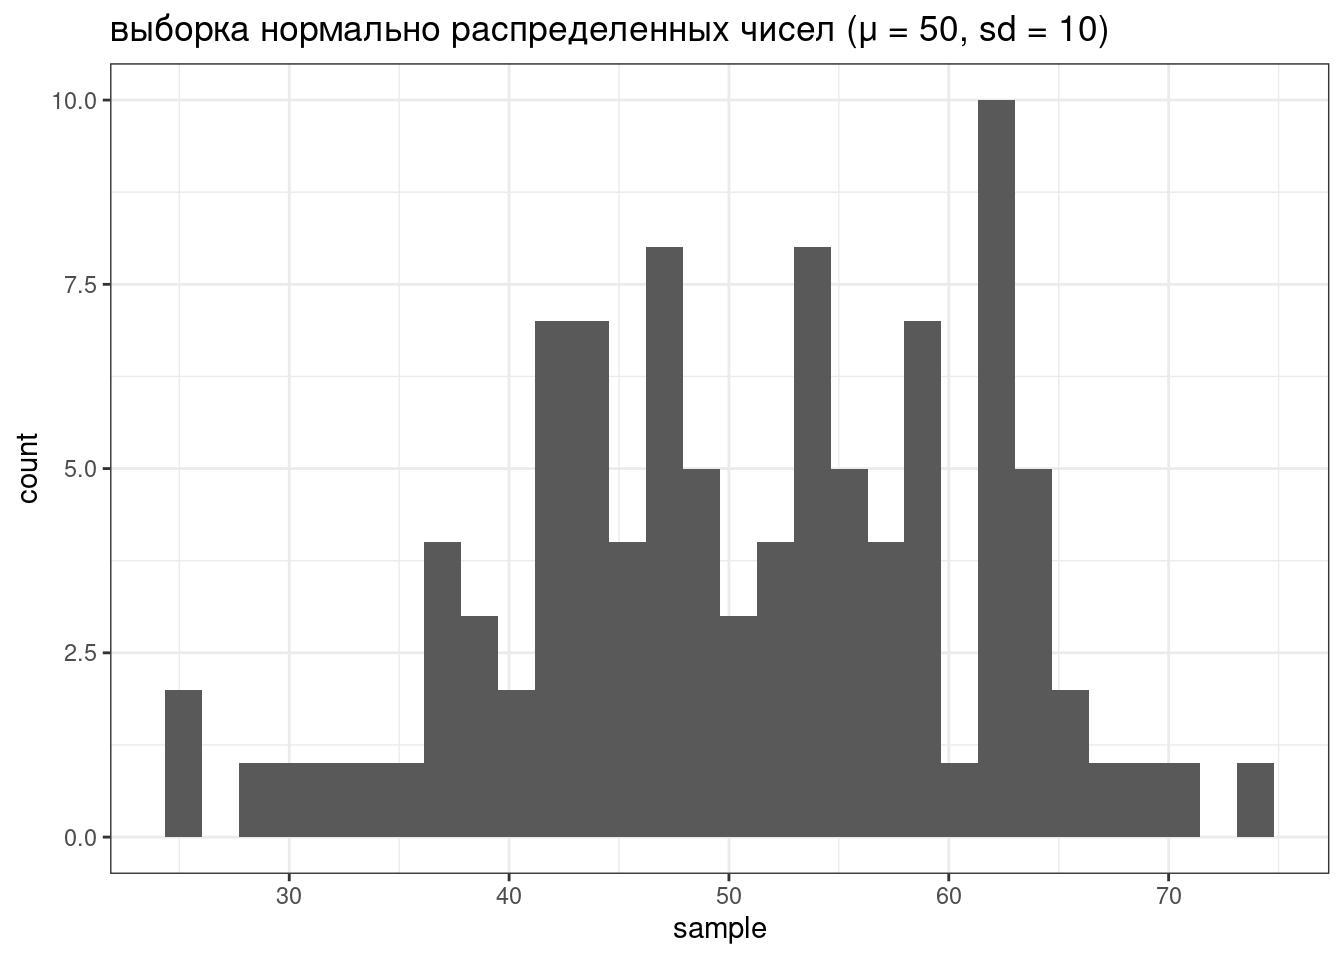 выборка нормально распределенных чисел (μ = 50, sd = 10)
10.0
7.5
5.0
2.5
0.0
count
30 40 50 60 70
sample